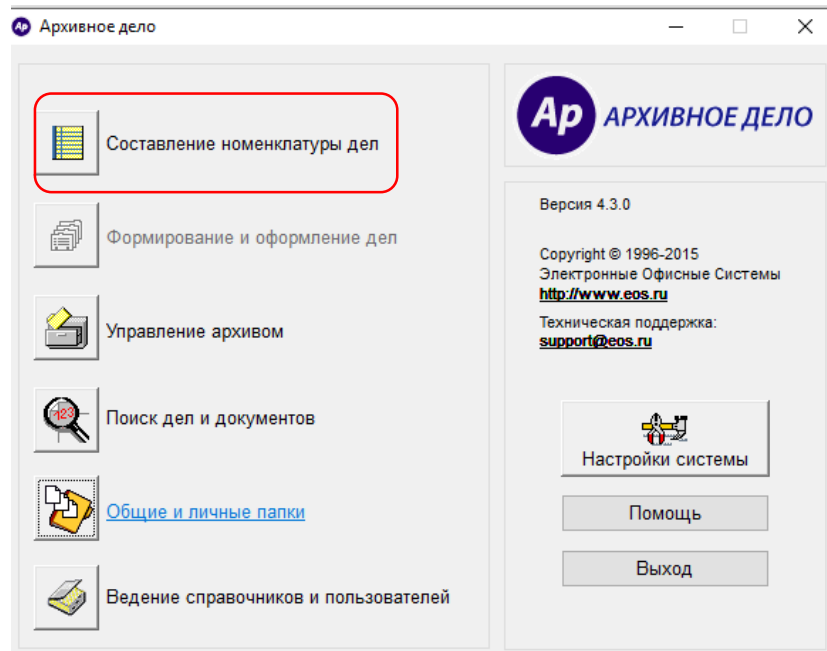 Ар Архивное дело
Составление номенклатуры дел
Формирование и оформление дел
Управление архивом
123
Поиск дел и документов
Общие и личные папки
Ведение справочников и пользователей
Ар АРХИВНОЕ ДЕЛО
Версия 4.3.0
Copyright © 1996-2015
Электронные Офисные Системы
http://www.eos.ru
Техническая поддержка:
support@eos.ru
Настройки системы
Помощь
Выход